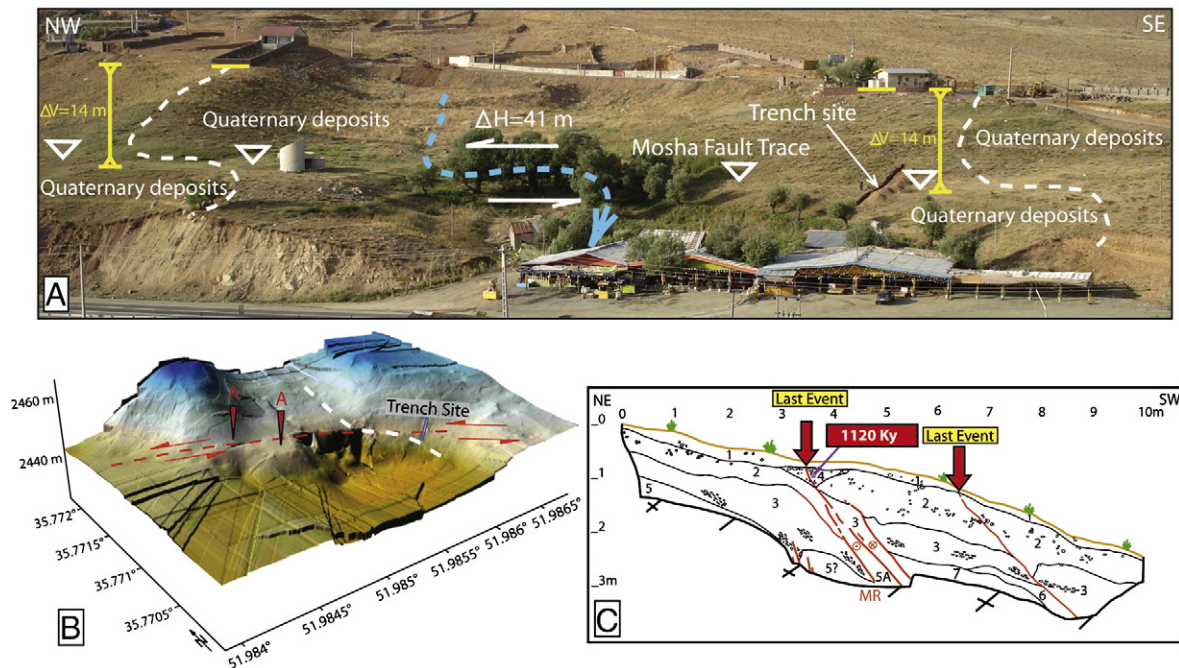 NW
SE
ΔV=14 m
Quaternary deposits
ΔH=41 m
Trench site
ΔV=14 m
Quaternary deposits
Mosha Fault Trace
Quaternary deposits
Quaternary deposits
A
2460 m
2440 m
A'
A
Trench Site
35.772°
35.7715°
35.771°
35.7705°
N
51.984°
51.9845°
51.985°
51.9855°
51.986°
51.9865°
B
NE
SW
Last Event
0 1 2 3 4 5 6 7 8 9 10m
1120 Ky
Last Event
_0
_1
_2
_3m
1
2
4
1
2
2
3
3
3
3
5
5?
5A
7
6
MR
C